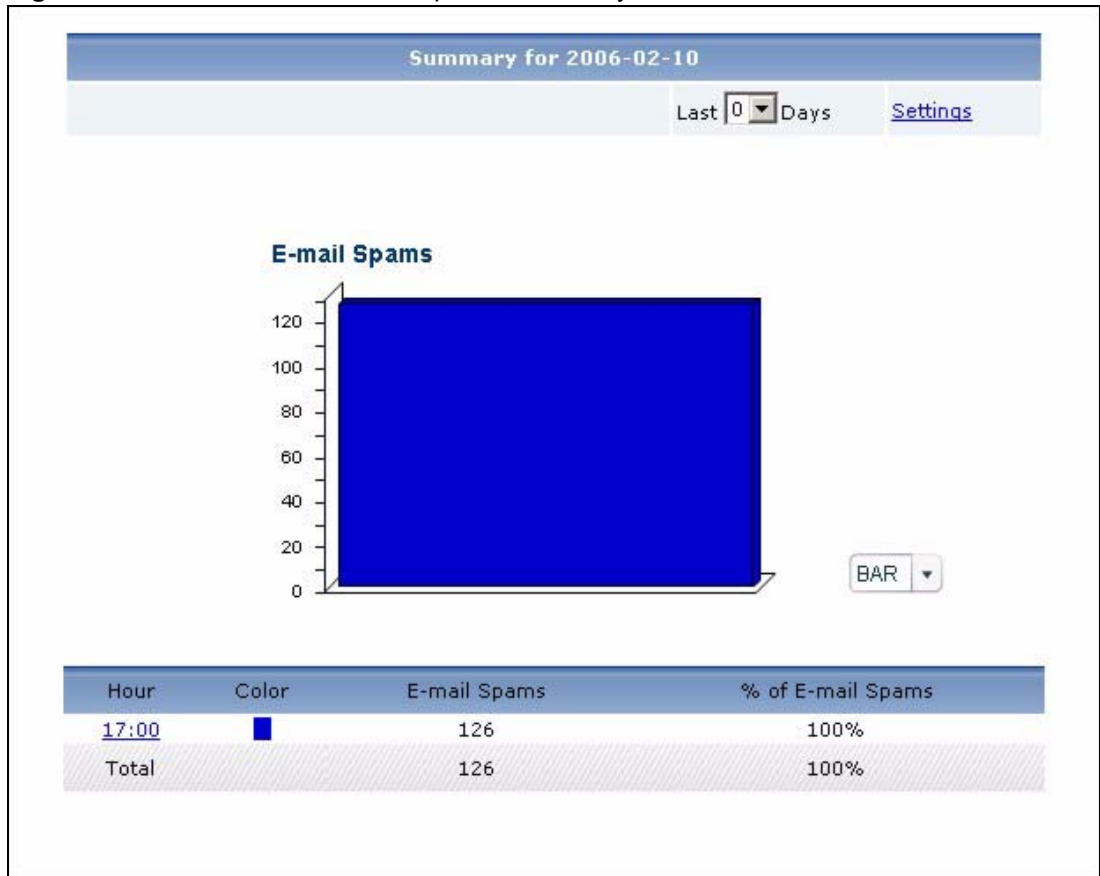 Summary for 2006-02-10
Last 0 Days Settings
E-mail Spams
120
100
80
60
40
20
0
BAR
Hour Color E-mail Spams % of E-mail Spams
17:00 126 100%
Total 126 100%